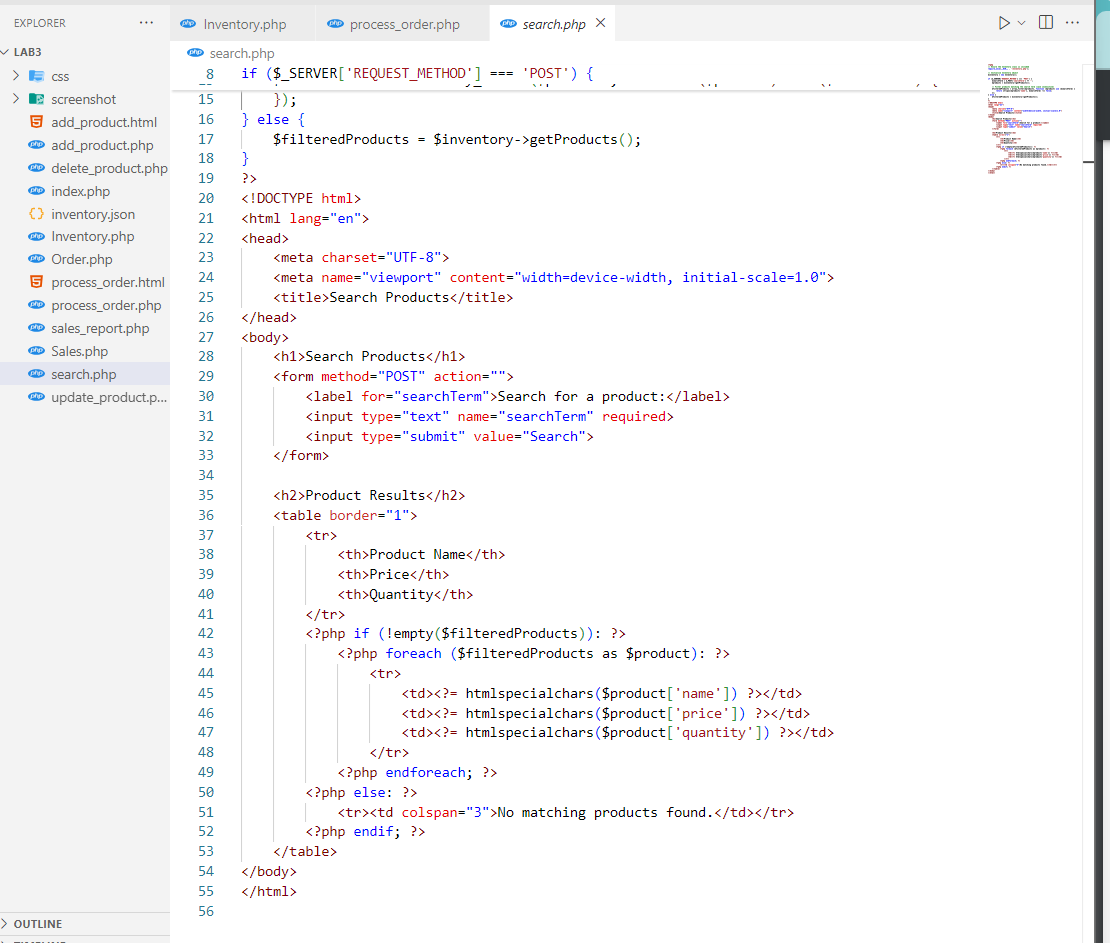 EXPLORER
LAB3
css
screenshot
add_product.html
add_product.php
delete_product.php
index.php
inventory.json
Inventory.php
Order.php
process_order.html
process_order.php
sales_report.php
Sales.php
search.php
update_product.p...
OUTLINE
Inventory.php
process_order.php
search.php
search.php
8 if ($_SERVER['REQUEST_METHOD'] === 'POST') {
15 });
16 } else {
17 $filteredProducts = $inventory->getProducts();
18 }
19 ?>
20 <!DOCTYPE html>
21 <html lang="en">
22 <head>
23 <meta charset="UTF-8">
24 <meta name="viewport" content="width=device-width, initial-scale=1.0">
25 <title>Search Products</title>
26 </head>
27 <body>
28 <h1>Search Products</h1>
29 <form method="POST" action="">
30 <label for="searchTerm">Search for a product:</label>
31 <input type="text" name="searchTerm" required>
32 <input type="submit" value="Search">
33 </form>
34
35 <h2>Product Results</h2>
36 <table border="1">
37 <tr>
38 <th>Product Name</th>
39 <th>Price</th>
40 <th>Quantity</th>
41 </tr>
42 <?php if (!empty($filteredProducts)): ?>
43 <?php foreach ($filteredProducts as $product): ?>
44 <tr>
45 <td><?= htmlspecialchars($product['name']) ?></td>
46 <td><?= htmlspecialchars($product['price']) ?></td>
47 <td><?= htmlspecialchars($product['quantity']) ?></td>
48 </tr>
49 <?php endforeach; ?>
50 <?php else: ?>
51 <tr><td colspan="3">No matching products found.</td></tr>
52 <?php endif; ?>
53 </table>
54 </body>
55 </html>
56